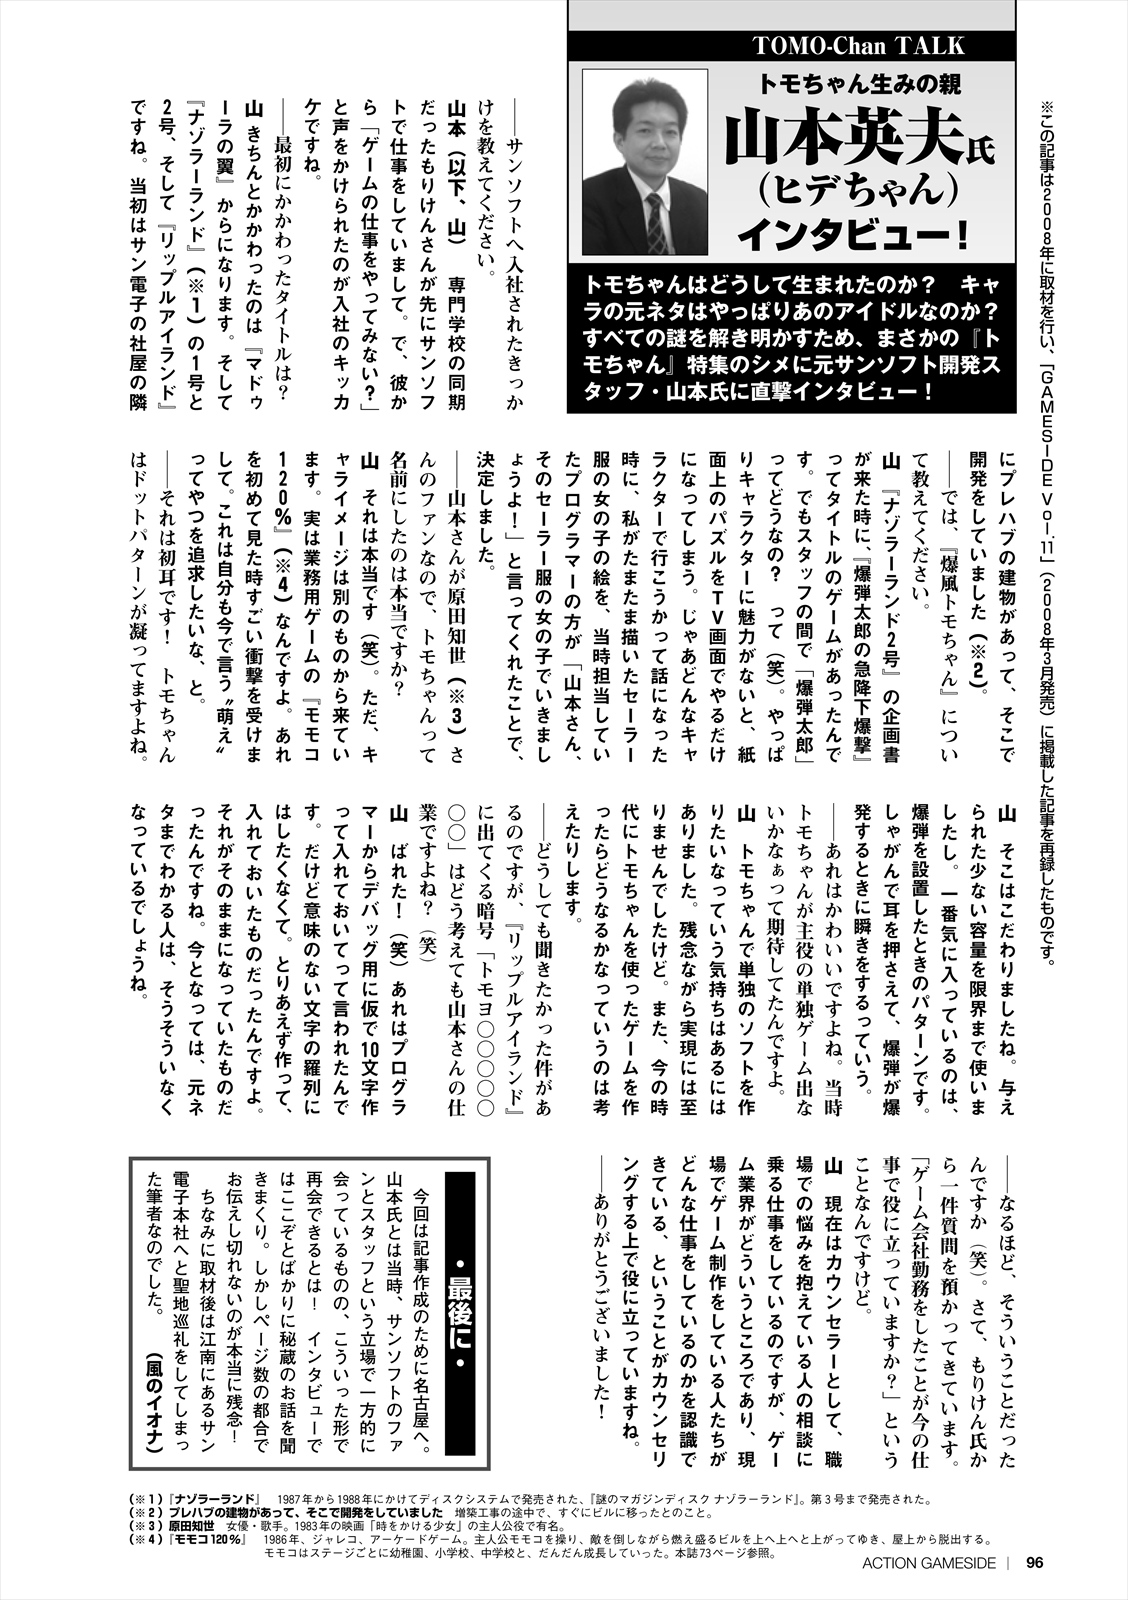 ※この記事は2008年に取材を行い、「GAMESIDE Vol.11」（2008年3月発売）に掲載した記事を再録したものです。
TOMO-Chan TALK
トモちゃん生みの親
山本英夫氏
（ヒデちゃん）
インタビュー！
トモちゃんはどうして生まれたのか？　キャ
ラの元ネタはやっぱりあのアイドルなのか？
すべての謎を解き明かすため、まさかの『ト
モちゃん』特集のシメに元サンソフト開発ス
タッフ・山本氏に直撃インタビュー！
――サンソフトへ入社されたきっか
けを教えてください。
山本（以下、山）　専門学校の同期
だったもりけんさんが先にサンソフ
トで仕事をしていまして。で、彼か
ら「ゲームの仕事をやってみない？」
と声をかけられたのが入社のキッカ
ケですね。
――最初にかかわったタイトルは？
山　きちんとかかわったのは『マドゥ
ーラの翼』からになります。そして
『ナゾラーランド』（※1）の1号と
2号、そして『リップルアイランド』
ですね。当初はサン電子の社屋の隣
にプレハブの建物があって、そこで
開発をしていました（※2）。
――では、『爆風トモちゃん』につい
て教えてください。
山　『ナゾラーランド2号』の企画書
が来た時に、『爆弾太郎の急降下爆撃』
ってタイトルのゲームがあったんで
す。でもスタッフの間で「爆弾太郎」
ってどうなの？　って（笑）。やっぱ
りキャラクターに魅力がないと、紙
面上のパズルをTV画面でやるだけ
になってしまう。じゃあどんなキャ
ラクターで行こうかって話になった
時に、私がたまたま描いたセーラー
服の女の子の絵を、当時担当してい
たプログラマーの方が「山本さん、
そのセーラー服の女の子でいきまし
ょうよ！」と言ってくれたことで、
決定しました。
――山本さんが原田知世（※3）さ
んのファンなので、トモちゃんって
名前にしたのは本当ですか？
山　それは本当です（笑）。ただ、キ
ャライメージは別のものから来てい
ます。実は業務用ゲームの『モモコ
120%』（※4）なんですよ。あれ
を初めて見た時すごい衝撃を受けま
して。これは自分も今で言う〝萌え〟
ってやつを追求したいな、と。
――それは初耳です！　トモちゃん
はドットパターンが凝ってますよね。
山　そこはこだわりましたね。与え
られた少ない容量を限界まで使いま
したし。一番気に入っているのは、
爆弾を設置したときのパターンです。
しゃがんで耳を押さえて、爆弾が爆
発するときに瞬きをするっていう。
――あれはかわいいですよね。当時
トモちゃんが主役の単独ゲーム出な
いかなぁって期待してたんですよ。
山　トモちゃんで単独のソフトを作
りたいなっていう気持ちはあるには
ありました。残念ながら実現には至
りませんでしたけど。また、今の時
代にトモちゃんを使ったゲームを作
ったらどうなるかなっていうのは考
えたりします。
――どうしても聞きたかった件があ
るのですが、『リップルアイランド』
に出てくる暗号「トモヨ〇〇〇〇〇
〇〇」はどう考えても山本さんの仕
業ですよね？（笑）
山　ばれた！（笑）あれはプログラ
マーからデバッグ用に仮で10文字作
って入れておいてって言われたんで
す。だけど意味のない文字の羅列に
はしたくなくて。とりあえず作って、
入れておいたものだったんですよ。
それがそのままになっていたものだ
ったんですね。今となっては、元ネ
タまでわかる人は、そうそういなく
なっているでしょうね。
――なるほど、そういうことだった
んですか（笑）。さて、もりけん氏か
ら一件質問を預かってきています。
「ゲーム会社勤務をしたことが今の仕
事で役に立っていますか？」という
ことなんですけど。
山　現在はカウンセラーとして、職
場での悩みを抱えている人の相談に
乗る仕事をしているのですが、ゲー
ム業界がどういうところであり、現
場でゲーム制作をしている人たちが
どんな仕事をしているのかを認識で
きている、ということがカウンセリ
ングする上で役に立っていますね。
――ありがとうございました！
・最後に・
今回は記事作成のために名古屋へ。
山本氏とは当時、サンソフトのファ
ンとスタッフという立場で一方的に
会っているものの、こういった形で
再会できるとは！　インタビューで
はここぞとばかりに秘蔵のお話を聞
きまくり。しかしページ数の都合で
お伝えし切れないのが本当に残念！
ちなみに取材後は江南にあるサン
電子本社へと聖地巡礼をしてしまっ
た筆者なのでした。　（風のイオナ）
（※1）『ナゾラーランド』　1987年から1988年にかけてディスクシステムで発売された、『謎のマガジンディスク ナゾラーランド』。第3号まで発売された。
（※2）プレハブの建物があって、そこで開発をしていました　増築工事の途中で、すぐにビルに移ったとのこと。
（※3）原田知世　女優・歌手。1983年の映画「時をかける少女」の主人公役で有名。
（※4）『モモコ120%』　1986年、ジャレコ、アーケードゲーム。主人公モモコを操り、敵を倒しながら燃え盛るビルを上へ上へと上がってゆき、屋上から脱出する。
モモコはステージごとに幼稚園、小学校、中学校と、だんだん成長していった。本誌73ページ参照。
ACTION GAMESIDE | 96